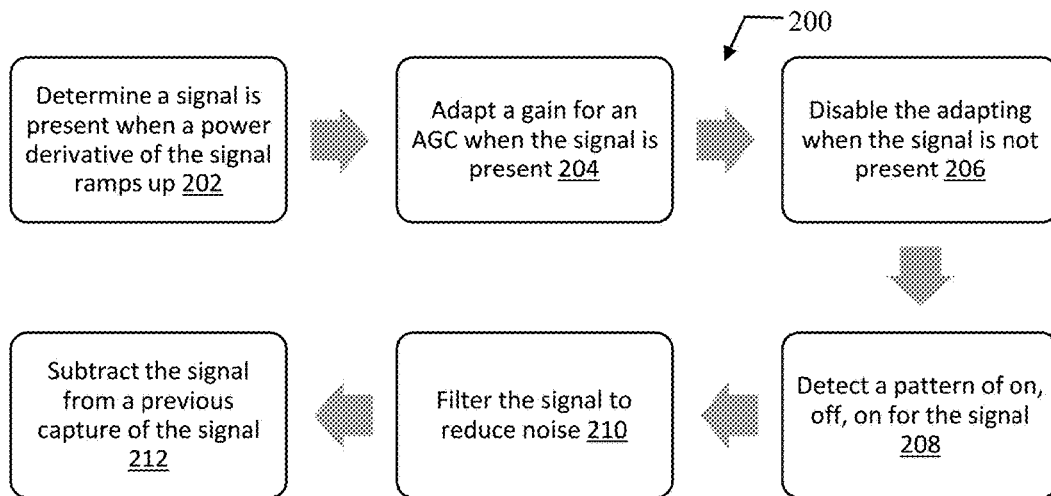 200
Determine a signal is
present when a power
derivative of the signal
ramps up 202
Adapt a gain for an
AGC when the signal is
present 204
Disable the adapting
when the signal is not
present 206
Detect a pattern of on,
off, on for the signal
208
Filter the signal to
reduce noise 210
Subtract the signal
from a previous
capture of the signal
212